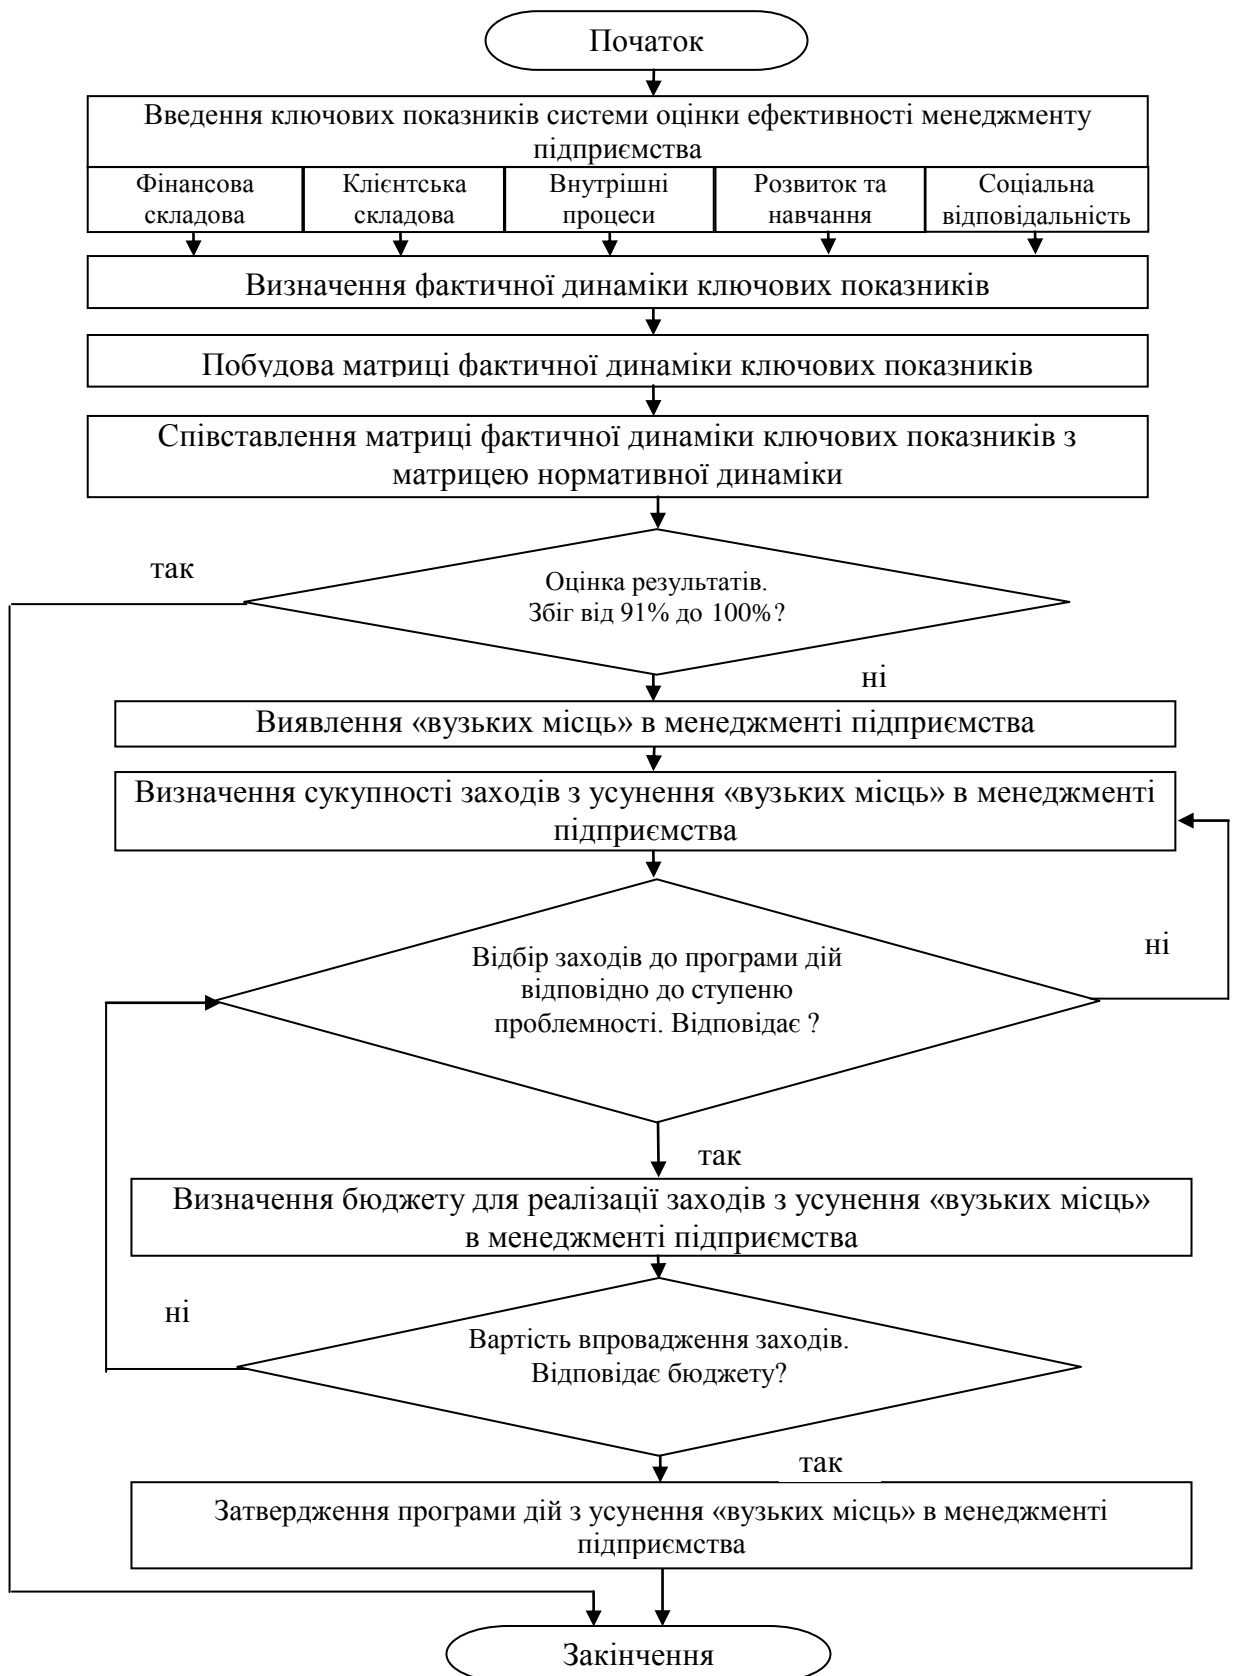 Початок
Введення ключових показників системи оцінки ефективності менеджменту
підприємства
Фінансова
складова
Клієнтська
складова
Внутрішні
процеси
Розвиток та
навчання
Соціальна
відповідальність
Визначення фактичної динаміки ключових показників
Побудова матриці фактичної динаміки ключових показників
Співставлення матриці фактичної динаміки ключових показників з
матрицею нормативної динаміки
так
Оцінка результатів.
Збіг від 91% до 100%?
ні
Виявлення «вузьких місць» в менеджменті підприємства
Визначення сукупності заходів з усунення «вузьких місць» в менеджменті
підприємства
ні
Відбір заходів до програми дій
відповідно до ступеню
проблемності. Відповідає ?
так
Визначення бюджету для реалізації заходів з усунення «вузьких місць»
в менеджменті підприємства
ні
Вартість впровадження заходів.
Відповідає бюджету?
так
Затвердження програми дій з усунення «вузьких місць» в менеджменті
підприємства
Закінчення